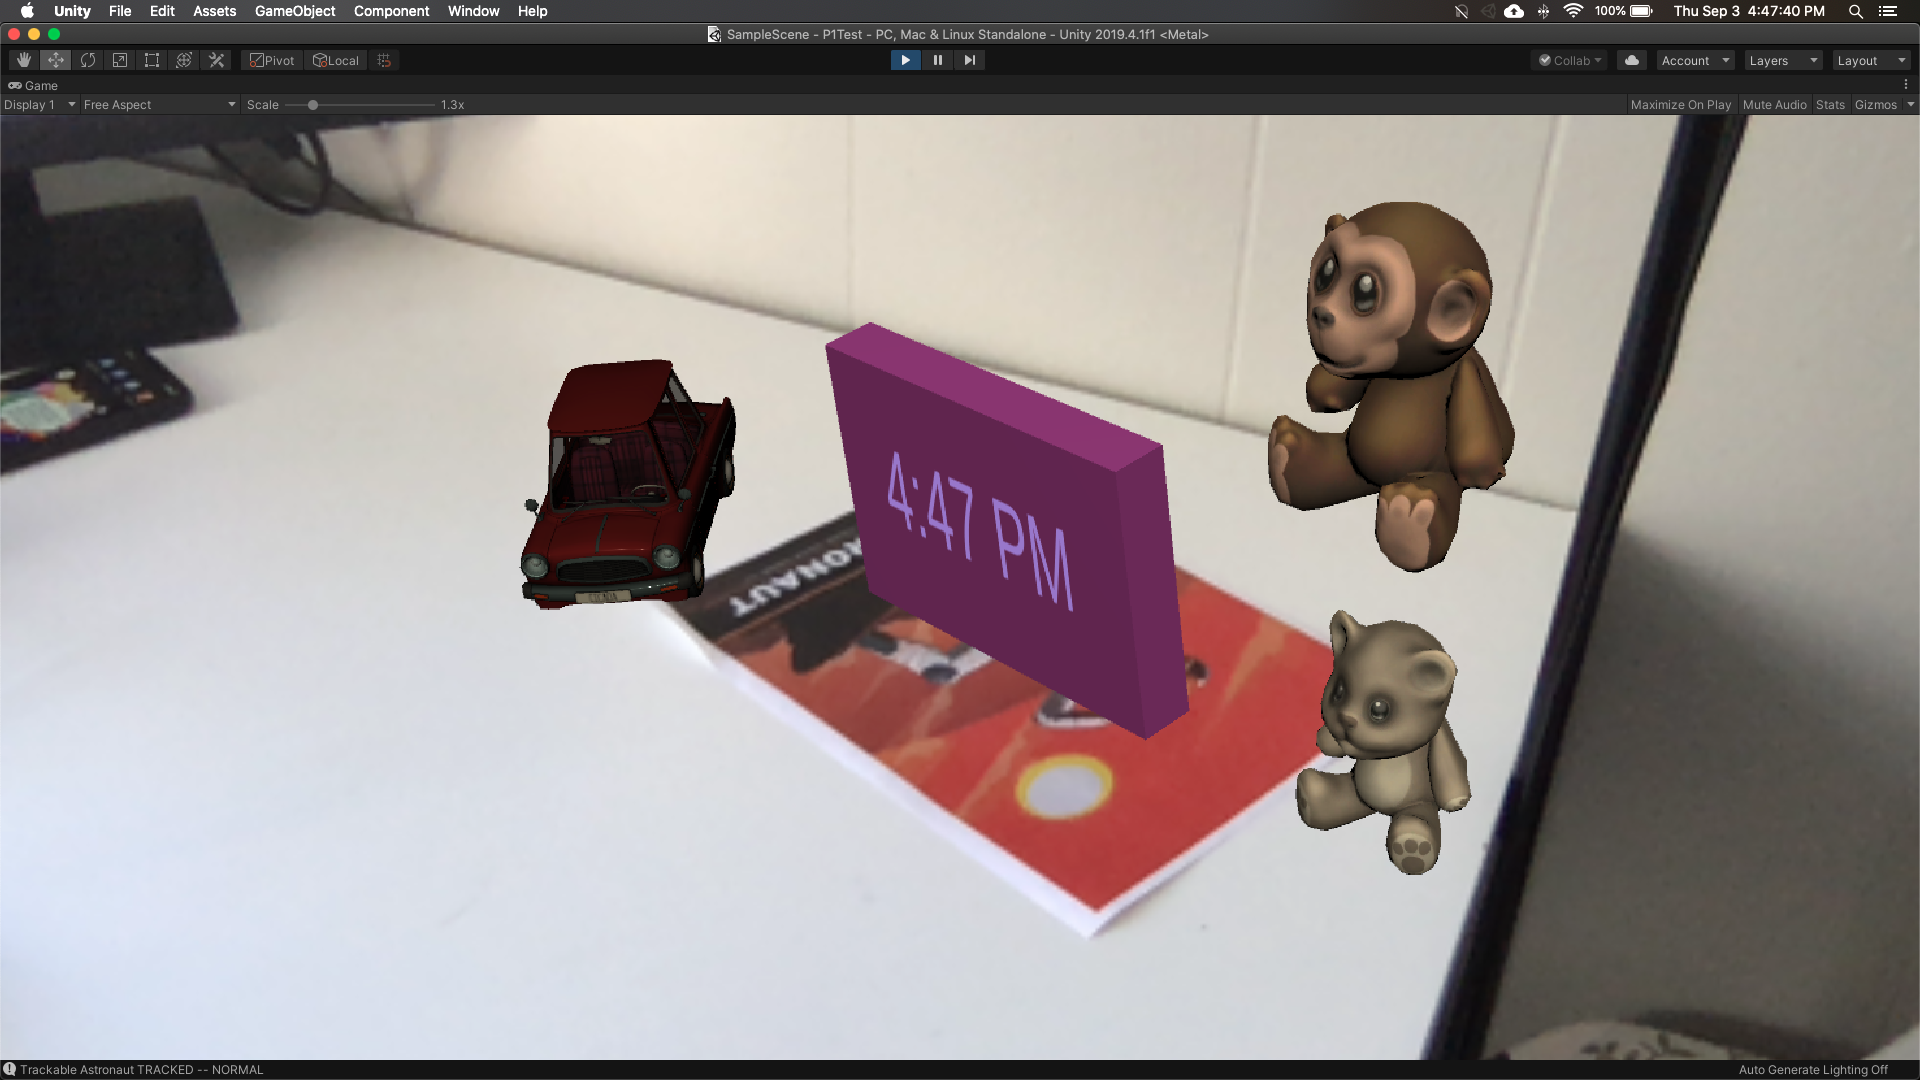 Unity File Edit Assets GameObject Component Window Help 100% Thu Sep 3 4:47:40 PM
SampleScene - P1Test - PC, Mac & Linux Standalone - Unity 2019.4.1f1 <Metal>
Pivot Local Collab Account Layers Layout
Game
Display 1 Free Aspect Scale 1.3x Maximize On Play Mute Audio Stats Gizmos
4:47 PM
ONAUT
Trackable Astronaut TRACKED -- NORMAL Auto Generate Lighting Off